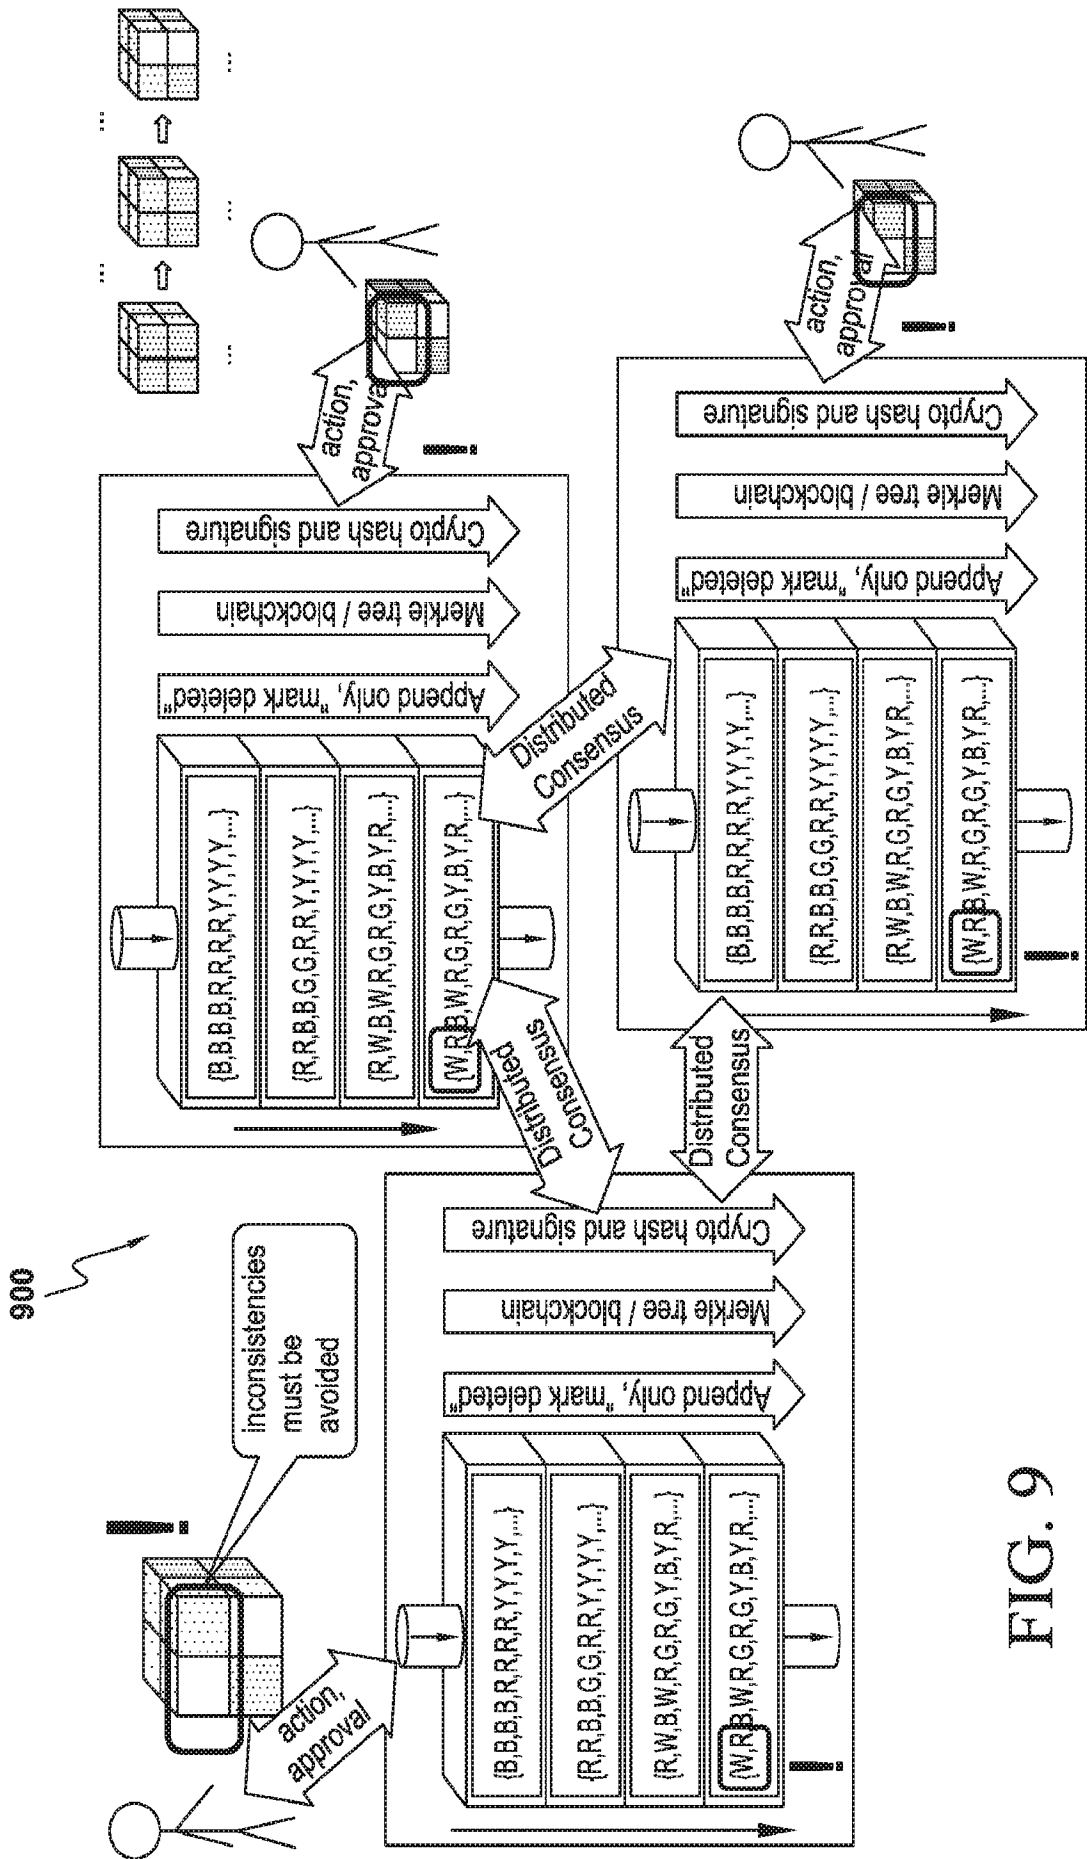 900
inconsistencies
must be
avoided
!
action,
approval
{B,B,B,B,R,R,R,R,Y,Y,Y,Y,...}
{R,R,B,B,G,G,R,R,Y,Y,Y,Y,...}
{R,W,B,W,R,G,R,G,Y,B,Y,R,...}
{W,R,B,W,R,G,R,G,Y,B,Y,R,...}
!
Append only, "mark deleted"
Merkle tree / blockchain
Crypto hash and signature
Distributed
Consensus
Distributed
Consensus
{B,B,B,B,R,R,R,R,Y,Y,Y,Y,...}
{R,R,B,B,G,G,R,R,Y,Y,Y,Y,...}
{R,W,B,W,R,G,R,G,Y,B,Y,R,...}
{W,R,B,W,R,G,R,G,Y,B,Y,R,...}
Append only, "mark deleted"
Merkle tree / blockchain
Crypto hash and signature
action,
approval
!
... ...
... ... ...
Distributed
Consensus
{B,B,B,B,R,R,R,R,Y,Y,Y,Y,...}
{R,R,B,B,G,G,R,R,Y,Y,Y,Y,...}
{R,W,B,W,R,G,R,G,Y,B,Y,R,...}
{W,R,B,W,R,G,R,G,Y,B,Y,R,...}
!
Append only, "mark deleted"
Merkle tree / blockchain
Crypto hash and signature
action,
approval
!
FIG. 9